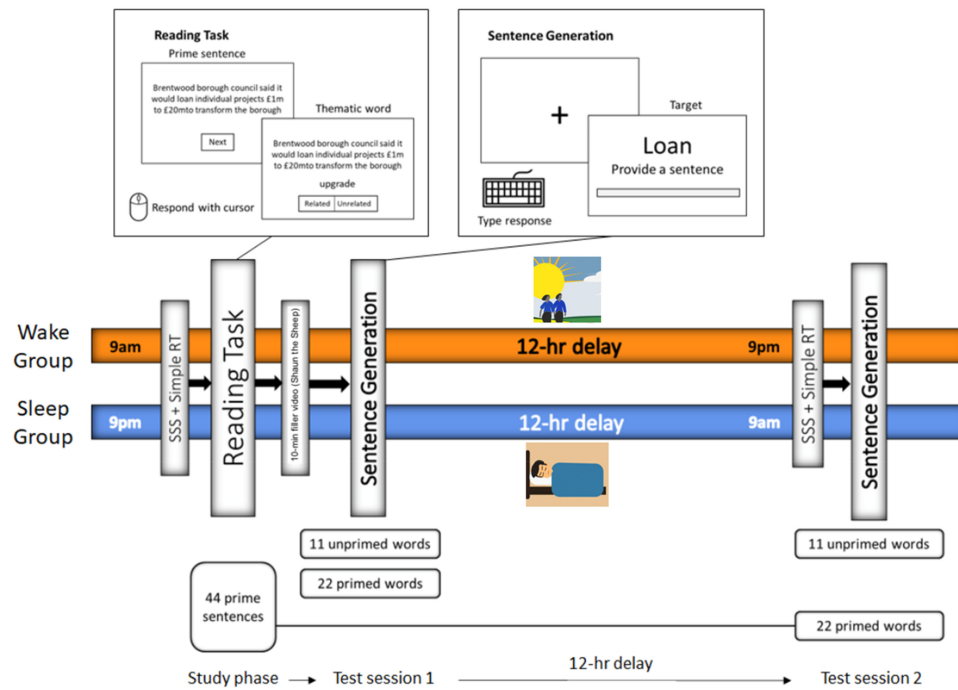 Reading Task
Prime sentence
Brentwood borough council said it
would loan individual projects £1m
to £20mto transform the borough
Next
Thematic word
Brentwood borough council said it
would loan individual projects £1m
to £20mto transform the borough
upgrade
Related Unrelated
Respond with cursor
Sentence Generation
+
Target
Loan
Provide a sentence
Type response
Wake
Group
9am
SSS + Simple RT
Reading Task
10-min filler video (Shaun the Sheep)
Sentence Generation
12-hr delay
9pm
SSS + Simple RT
Sentence Generation
Sleep
Group
9pm
12-hr delay
9am
11 unprimed words
11 unprimed words
22 primed words
44 prime
sentences
22 primed words
Study phase
Test session 1
12-hr delay
Test session 2